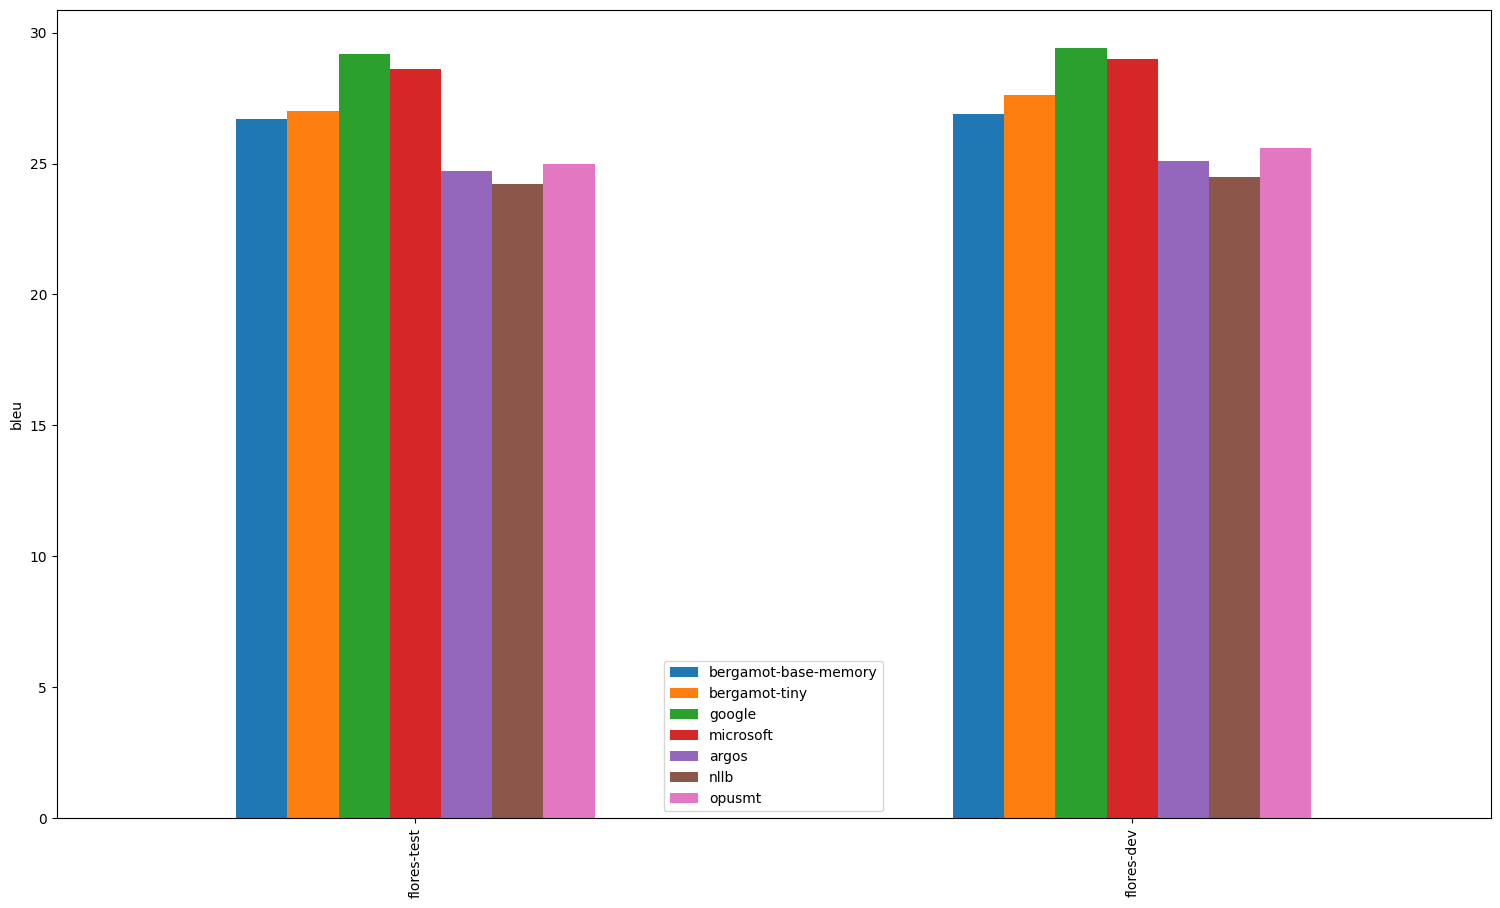 30
25
20
15
10
5
0
bleu
bergamot-base-memory
bergamot-tiny
google
microsoft
argos
nllb
opusmt
flores-test
flores-dev